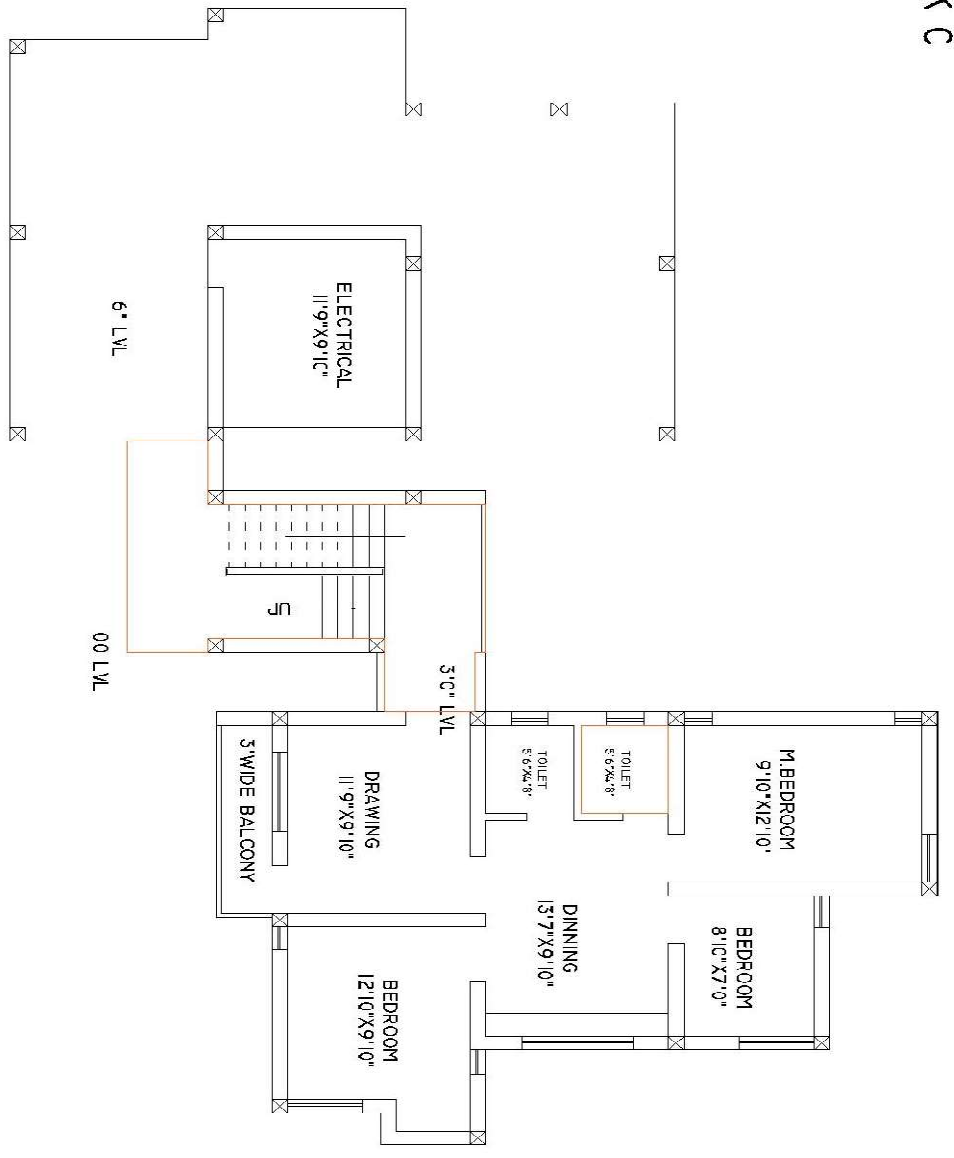 C
M.BEDROOM
9'10"X12'10'
BEDROOM
8'10"X7'0"
TOILET
5'6"X4'8'
DINNING
13'7"X9'10"
TOILET
5'6"X4'8'
3'0" LVL
BEDROOM
12'10"X9'10"
DRAWING
11'9"X9'10"
ELECTRICAL
11'9"X9'10"
UP
3'WIDE BALCONY
6" LVL
00 LVL